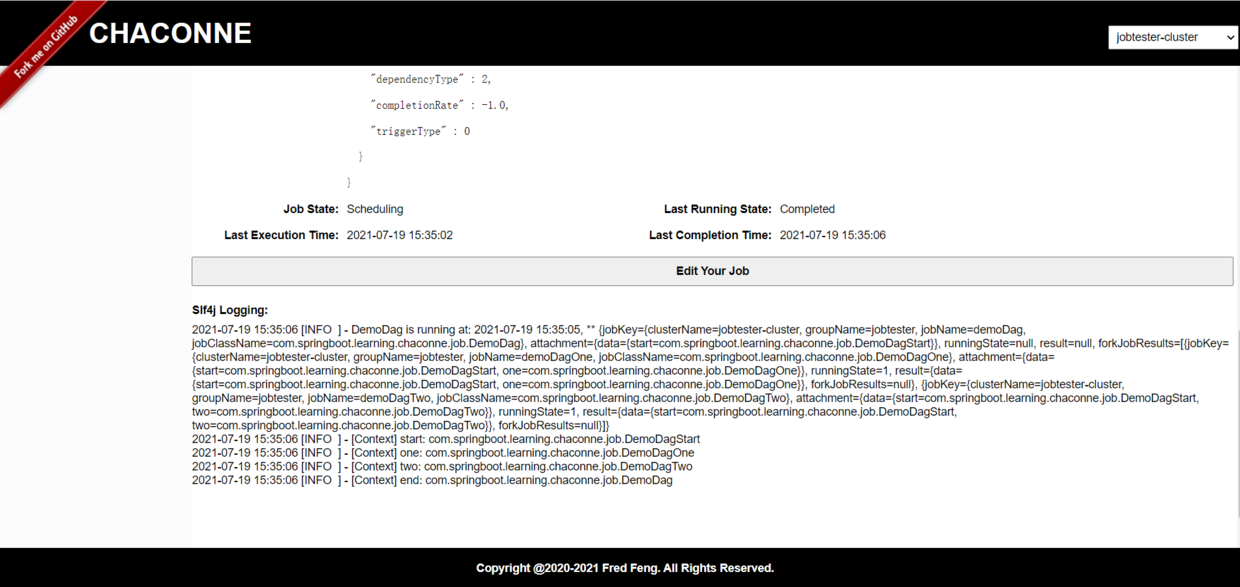 Fork me on GitHub
CHACONNE
jobtester-cluster
"dependencyType" : 2,
"completionRate" : -1.0,
"triggerType" : 0
}
}
Job State: Scheduling Last Running State: Completed
Last Execution Time: 2021-07-19 15:35:02 Last Completion Time: 2021-07-19 15:35:06
Edit Your Job
Slf4j Logging:
2021-07-19 15:35:06 [INFO ] - DemoDag is running at: 2021-07-19 15:35:05, ** {jobKey={clusterName=jobtester-cluster, groupName=jobtester, jobName=demoDag,
jobClassName=com.springboot.learning.chaconne.job.DemoDag}, attachment={data={start=com.springboot.learning.chaconne.job.DemoDagStart}}, runningState=null, result=null, forkJobResults=[{jobKey=
{clusterName=jobtester-cluster, groupName=jobtester, jobName=demoDagOne, jobClassName=com.springboot.learning.chaconne.job.DemoDagOne}, attachment={data=
{start=com.springboot.learning.chaconne.job.DemoDagStart, one=com.springboot.learning.chaconne.job.DemoDagOne}}, runningState=1, result={data=
{start=com.springboot.learning.chaconne.job.DemoDagStart, one=com.springboot.learning.chaconne.job.DemoDagOne}}, forkJobResults=null}, {jobKey={clusterName=jobtester-cluster,
groupName=jobtester, jobName=demoDagTwo, jobClassName=com.springboot.learning.chaconne.job.DemoDagTwo}, attachment={data={start=com.springboot.learning.chaconne.job.DemoDagStart,
two=com.springboot.learning.chaconne.job.DemoDagTwo}}, runningState=1, result={data={start=com.springboot.learning.chaconne.job.DemoDagStart,
two=com.springboot.learning.chaconne.job.DemoDagTwo}}, forkJobResults=null}]}
2021-07-19 15:35:06 [INFO ] - [Context] start: com.springboot.learning.chaconne.job.DemoDagStart
2021-07-19 15:35:06 [INFO ] - [Context] one: com.springboot.learning.chaconne.job.DemoDagOne
2021-07-19 15:35:06 [INFO ] - [Context] two: com.springboot.learning.chaconne.job.DemoDagTwo
2021-07-19 15:35:06 [INFO ] - [Context] end: com.springboot.learning.chaconne.job.DemoDag
Copyright @2020-2021 Fred Feng. All Rights Reserved.